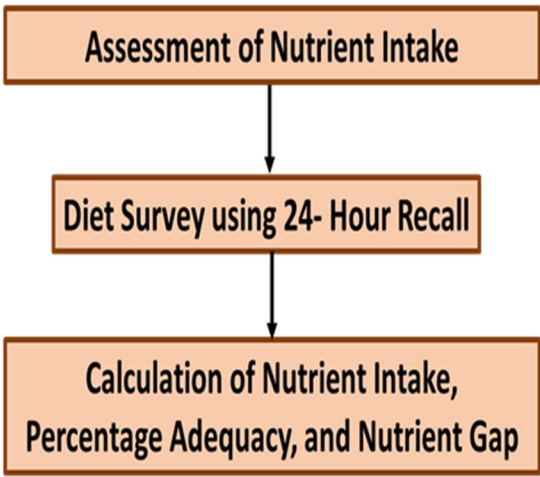 Assessment of Nutrient Intake
Diet Survey using 24- Hour Recall
Calculation of Nutrient Intake,
Percentage Adequacy, and Nutrient Gap